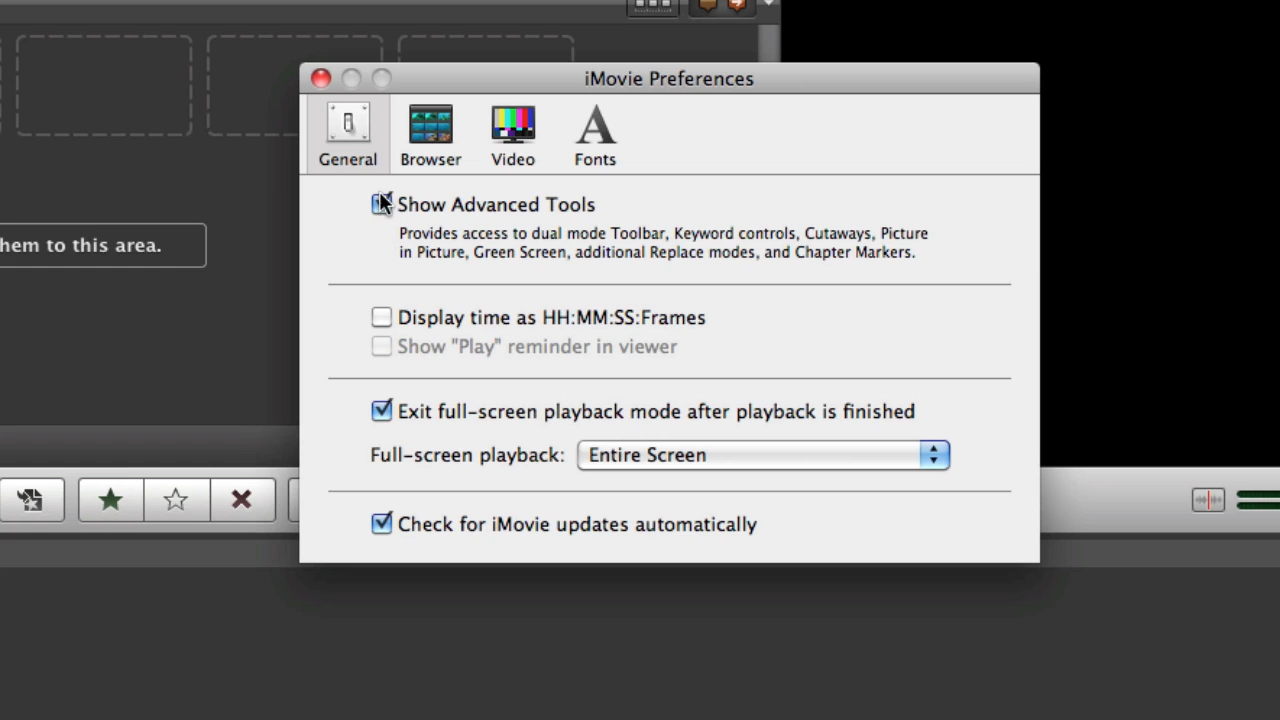 iMovie Preferences
General Browser Video Fonts
Show Advanced Tools
Provides access to dual mode Toolbar, Keyword controls, Cutaways, Picture
in Picture, Green Screen, additional Replace modes, and Chapter Markers.
hem to this area.
Display time as HH:MM:SS:Frames
Show "Play" reminder in viewer
Exit full-screen playback mode after playback is finished
Full-screen playback: Entire Screen
Check for iMovie updates automatically